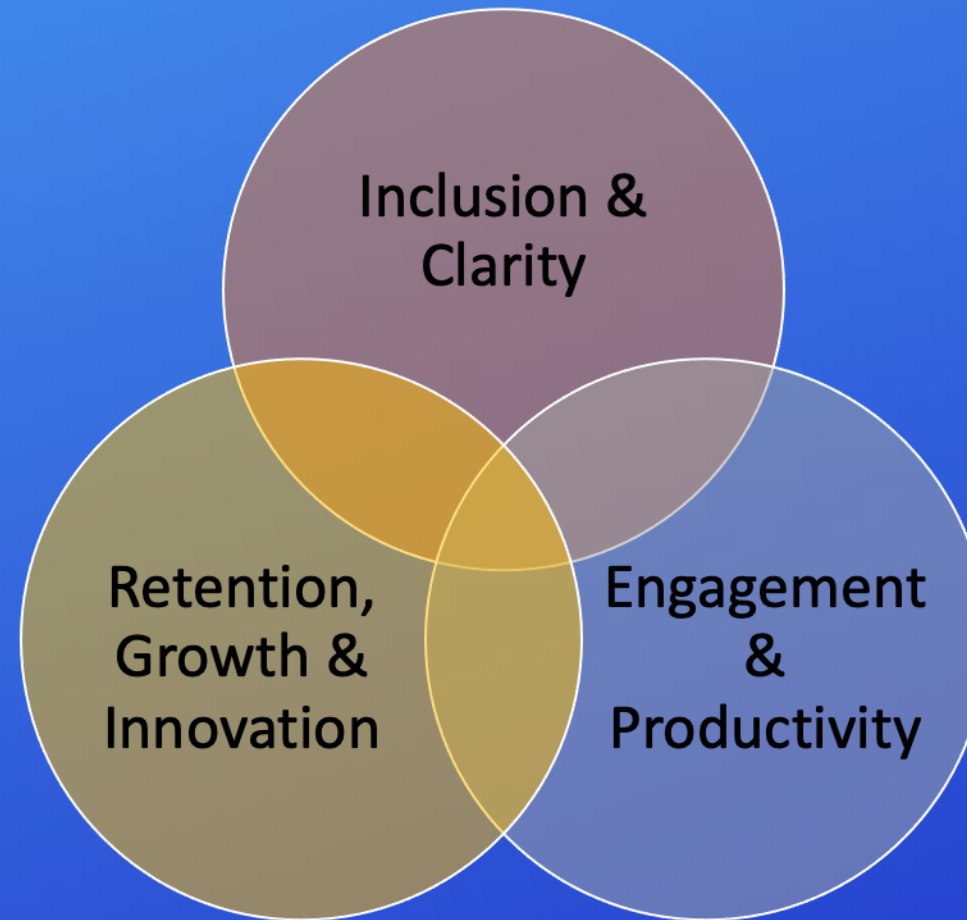 Inclusion &
Clarity
Retention,
Growth &
Innovation
Engagement
&
Productivity